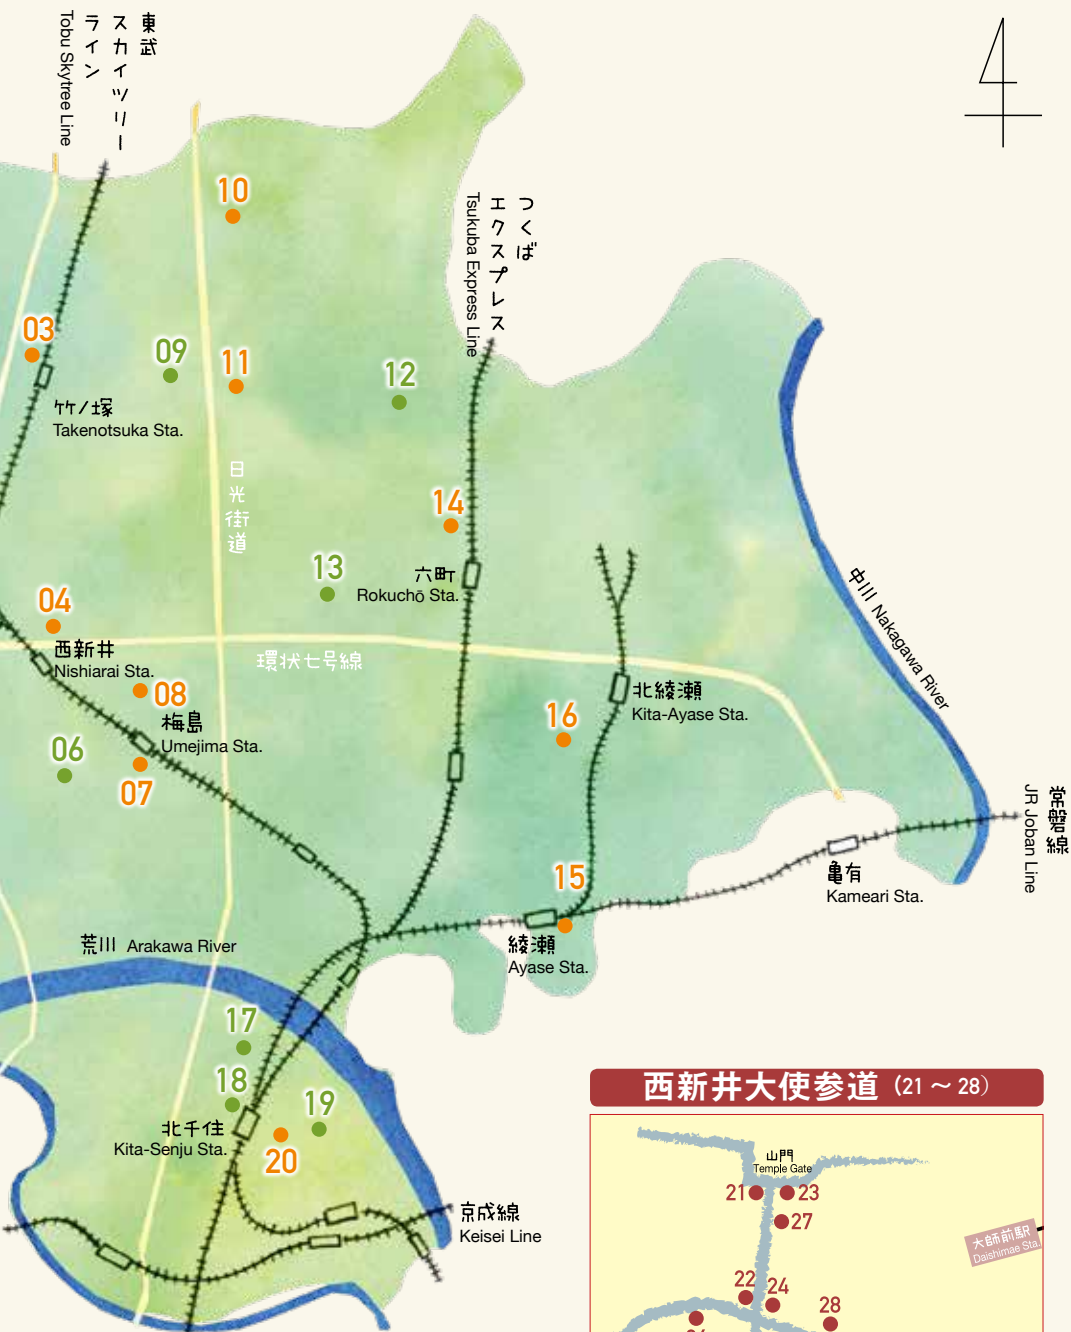 東武
スカイツリー
ライン
Tobu Skytree Line
つくば
エクスプレス
Tsukuba Express Line
10
03
09
11
12
竹ノ塚
Takenotsuka Sta.
日光街道
14
13
六町
Rokuchō Sta.
04
西新井
Nishiarai Sta.
環状七号線
08
梅島
Umejima Sta.
06
07
北綾瀬
Kita-Ayase Sta.
16
中川 Nakagawa River
常磐線
JR Joban Line
15
亀有
Kameari Sta.
綾瀬
Ayase Sta.
荒川 Arakawa River
17
18
19
北千住
Kita-Senju Sta.
20
京成線
Keisei Line
西新井大使参道（21 ～ 28）
山門
Temple Gate
21
23
27
大師前駅
Daishimae Sta.
22
24
28